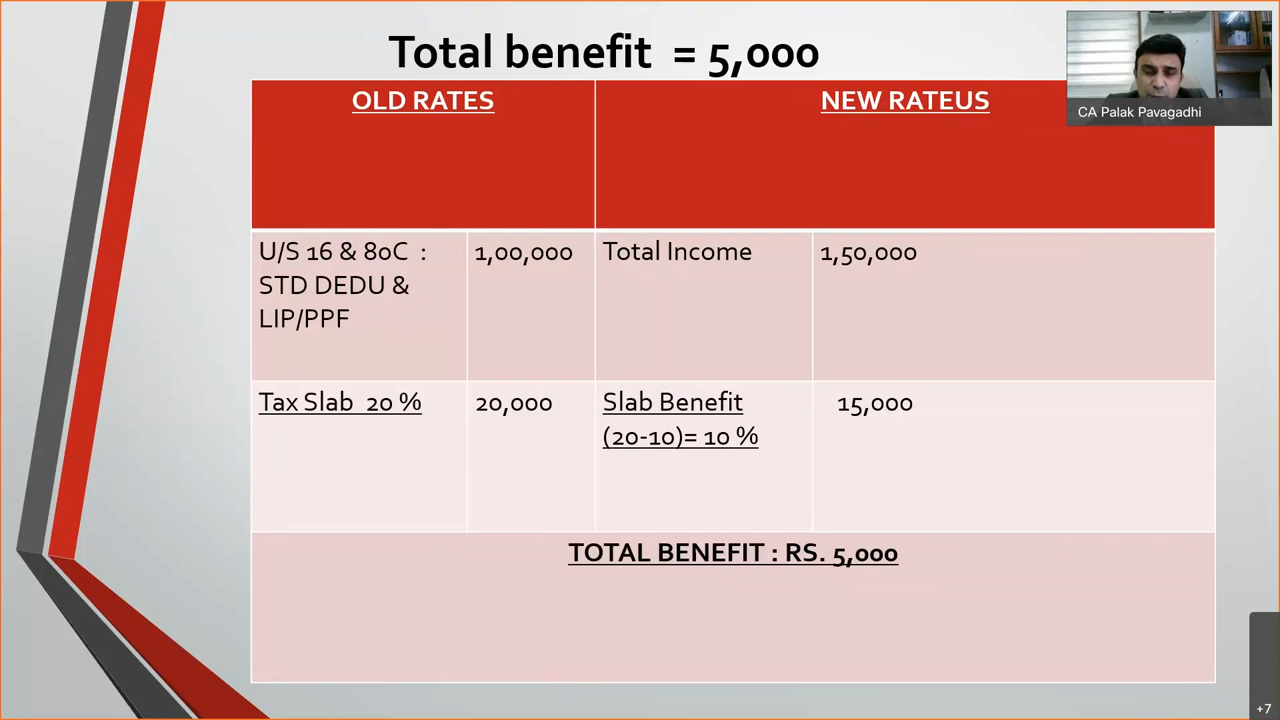 Total benefit = 5,000
CA Palak Pavagadhi
OLD RATES
NEW RATEUS
U/S 16 & 80C :
STD DEDU &
LIP/PPF
1,00,000
Total Income
1,50,000
Tax Slab 20 %
20,000
Slab Benefit
(20-10)= 10 %
15,000
TOTAL BENEFIT : RS. 5,000
+7